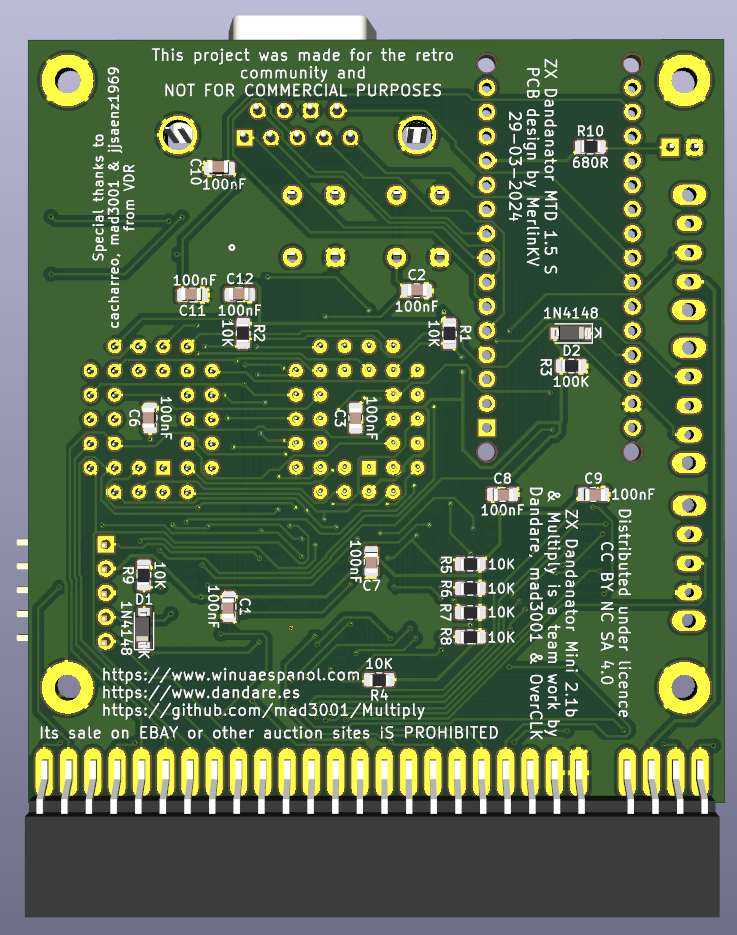 This project was made for the retro
community and
NOT FOR COMMERCIAL PURPOSES
Special thanks to
cacharreo, mad3001 & jjsaenz1969
from VDR
ZX Dandanator MTD 1.5 S
PCB design by MerlinKV
29-03-2024
R10
680R
C10
100nF
100nF
C11
C12
100nF
C2
100nF
R2
10K
R1
10K
1N4148
K
D2
R3
100K
C6
100nF
C3
100nF
C8
100nF
C9
100nF
R9
10K
D1
1N4148
K
C1
100nF
C7
100nF
R5 10K
R6 10K
R7 10K
R8 10K
10K
R4
Distributed under licence
CC BY NC SA 4.0
ZX Dandanator Mini 2.1b
& Multiply is a team work by
Dandare, mad3001 & OverCLK
https://www.winuaespanol.com
https://www.dandare.es
https://github.com/mad3001/Multiply
Its sale on EBAY or other auction sites iS PROHIBITED